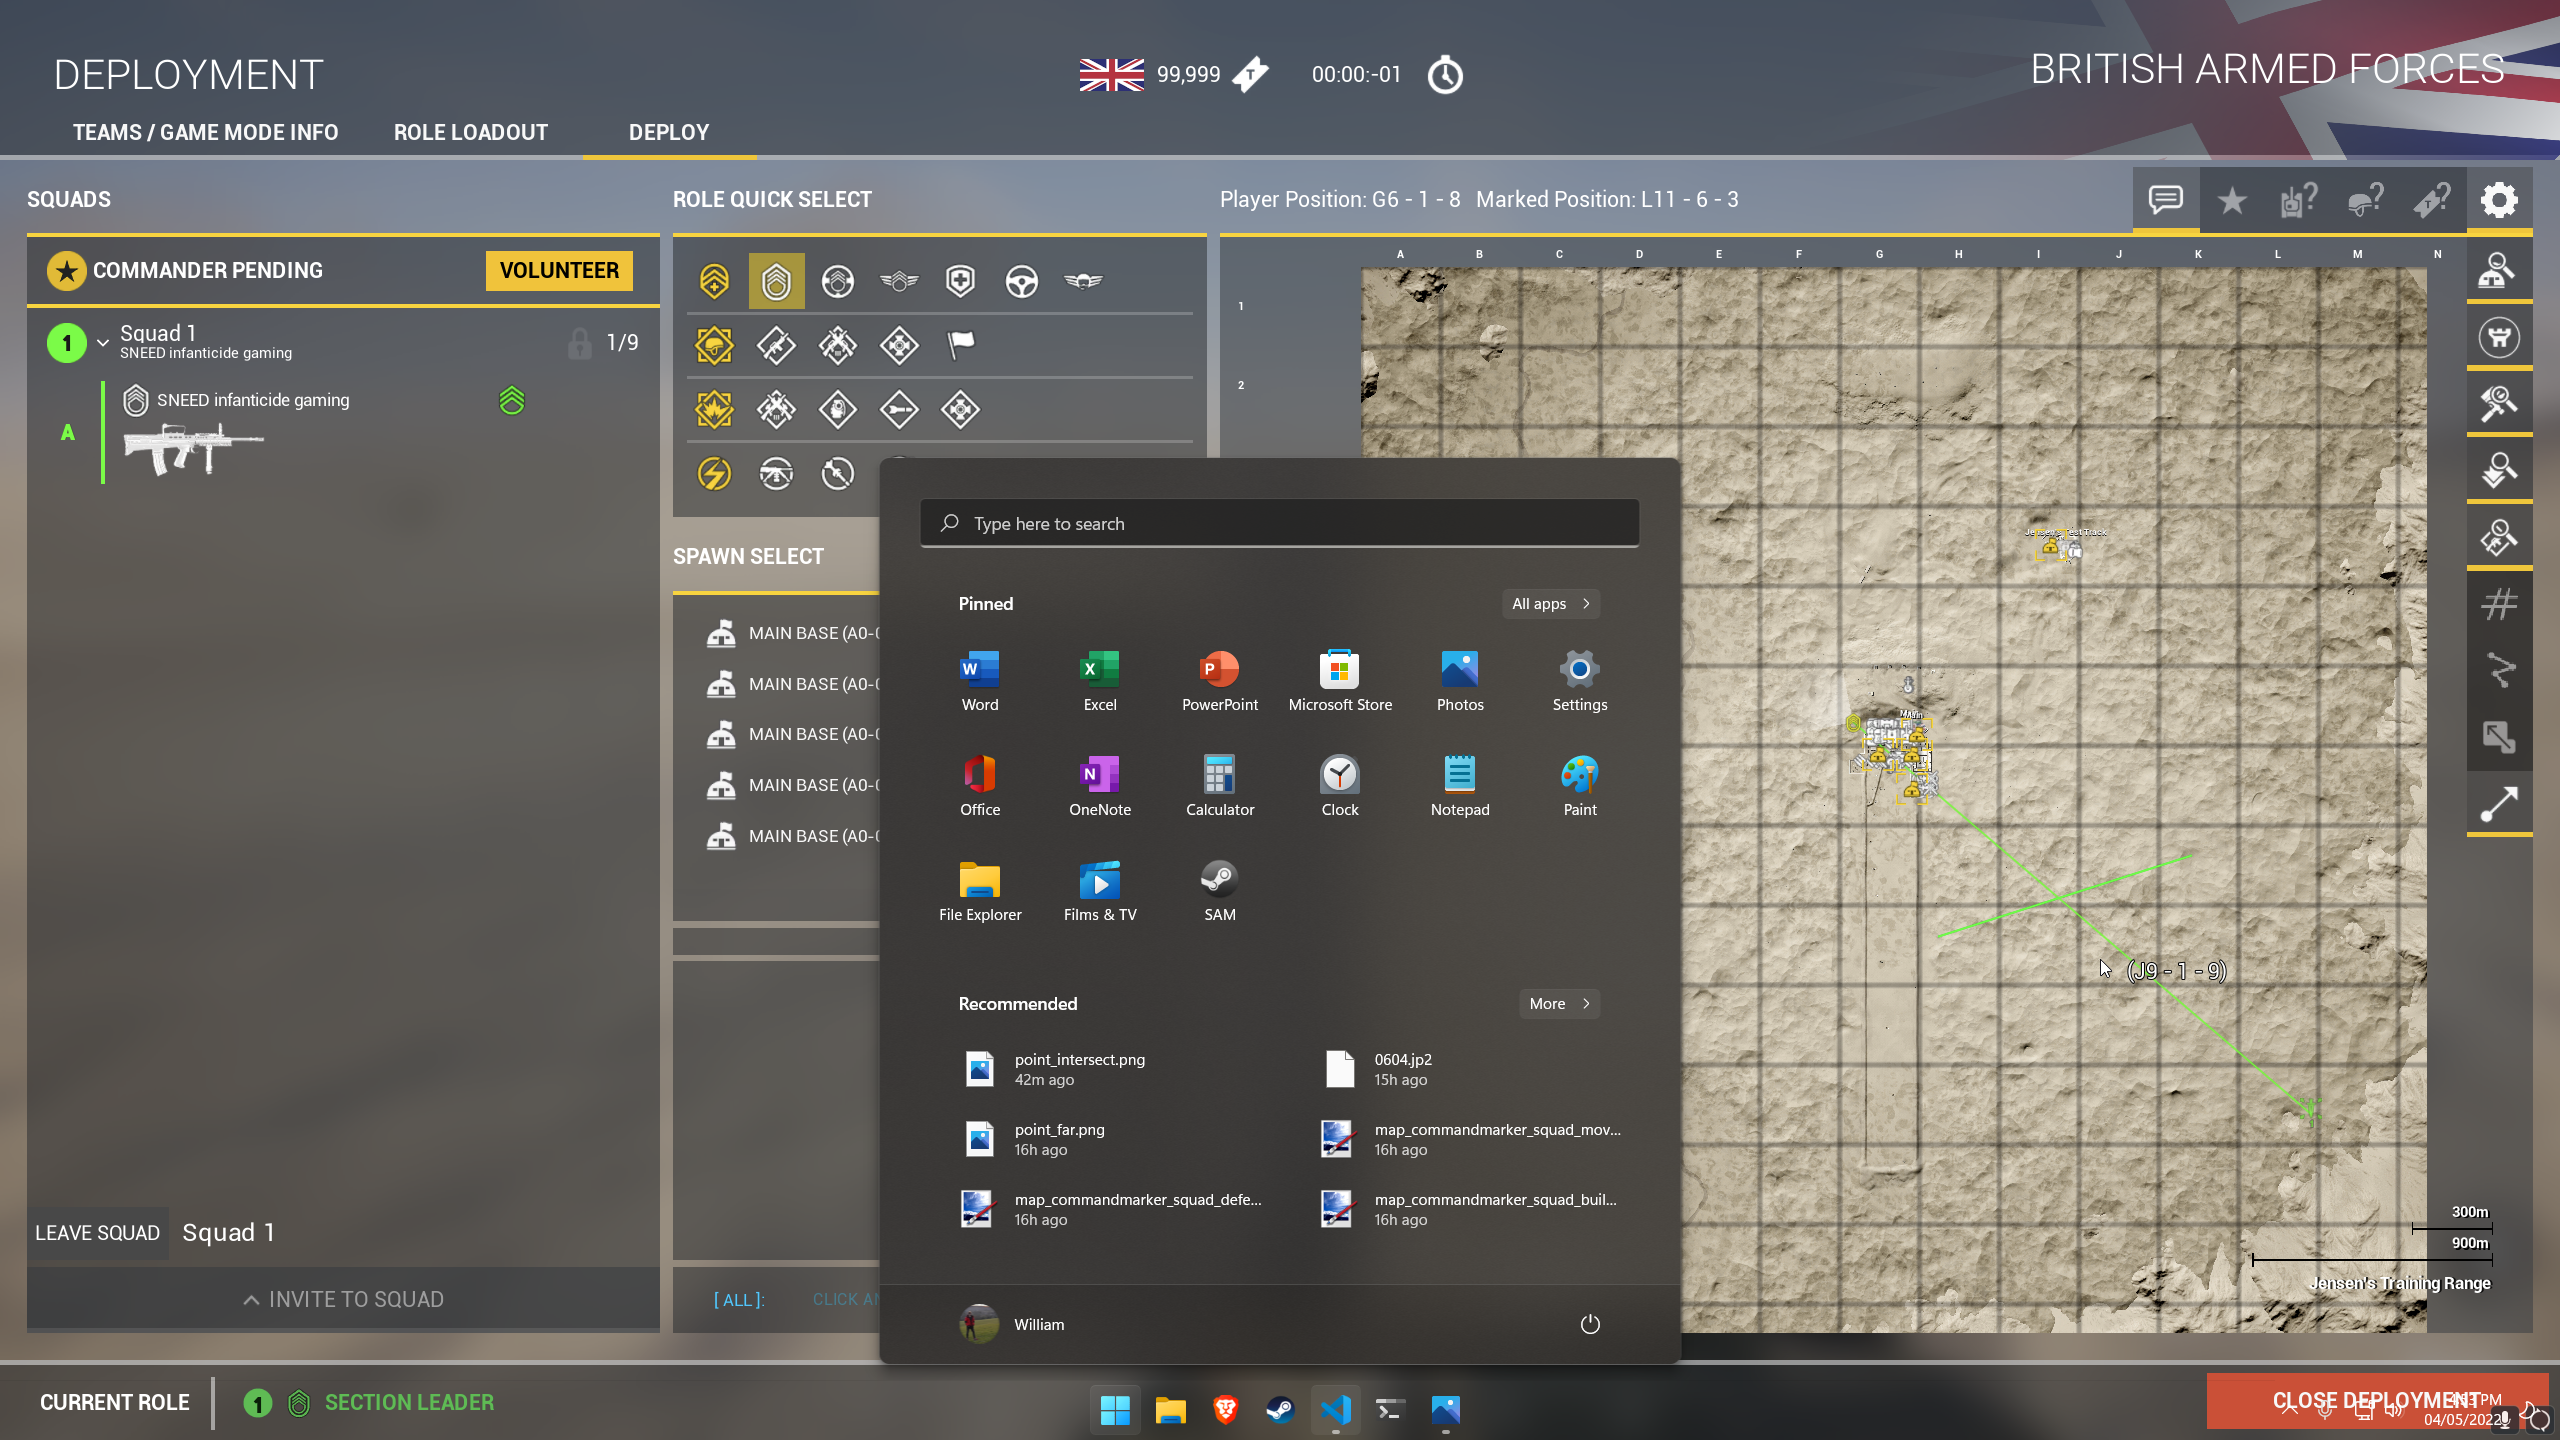 DEPLOYMENT
99,999
T
00:00:-01
BRITISH ARMED FORCES
TEAMS / GAME MODE INFO
ROLE LOADOUT
DEPLOY
SQUADS
ROLE QUICK SELECT
Player Position: G6 - 1 - 8 Marked Position: L11 - 6 - 3
COMMANDER PENDING
VOLUNTEER
A B C D E F G H I J K L M N
1
2
1
Squad 1
SNEED infanticide gaming
1/9
SNEED infanticide gaming
A
SPAWN SELECT
MAIN BASE (A0-
MAIN BASE (A0-
MAIN BASE (A0-
MAIN BASE (A0-
MAIN BASE (A0-
Type here to search
Pinned
All apps
Word
Excel
PowerPoint
Microsoft Store
Photos
Settings
Office
OneNote
Calculator
Clock
Notepad
Paint
File Explorer
Films & TV
SAM
Recommended
More
point_intersect.png
42m ago
0604.jp2
15h ago
point_far.png
16h ago
map_commandmarker_squad_mov...
16h ago
map_commandmarker_squad_defe...
16h ago
map_commandmarker_squad_buil...
16h ago
William
Main
(J9 - 1 - 9)
300m
900m
Jensen's Training Range
LEAVE SQUAD
Squad 1
INVITE TO SQUAD
[ ALL ]:
CLICK
CURRENT ROLE
1
SECTION LEADER
CLOSE DEPLOYMENT
PM
04/05/2022